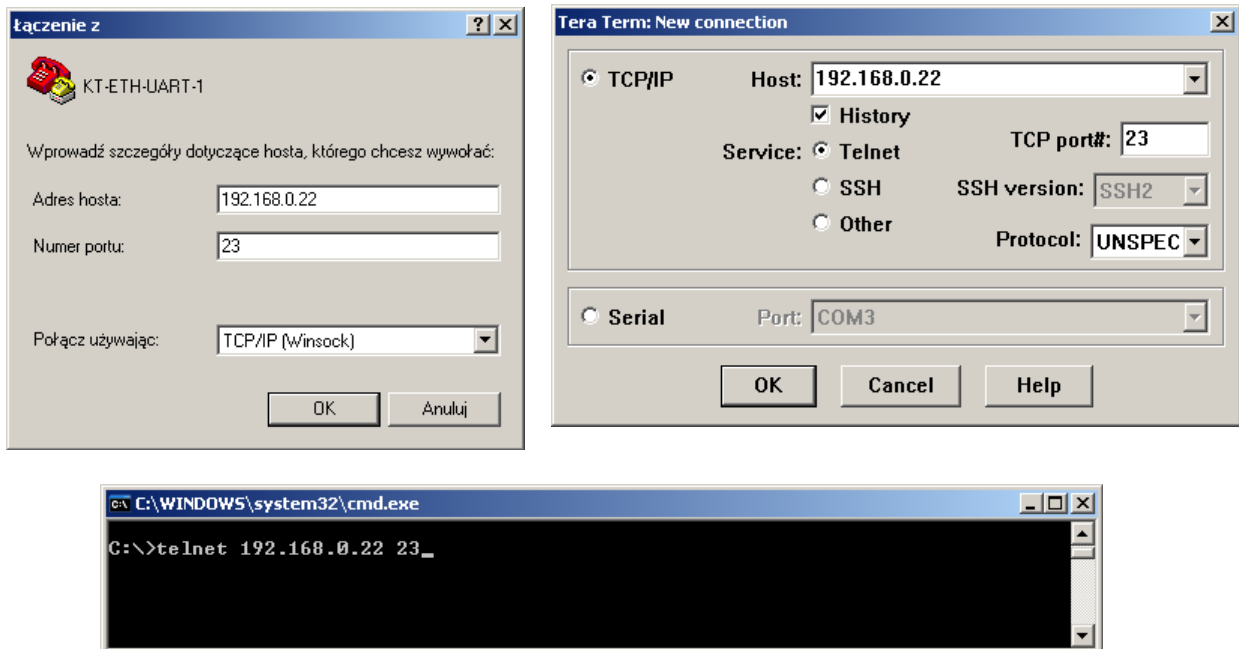 Łączenie z
KT-ETH-UART-1
Wprowadź szczegóły dotyczące hosta, którego chcesz wywołać:
Adres hosta: 192.168.0.22
Numer portu: 23
Połącz używając: TCP/IP (Winsock)
OK Anuluj
Tera Term: New connection
TCP/IP Host: 192.168.0.22
History
Service: Telnet TCP port#: 23
SSH SSH version: SSH2
Other Protocol: UNSPEC
Serial Port: COM3
OK Cancel Help
C:\WINDOWS\system32\cmd.exe
C:\>telnet 192.168.0.22 23_